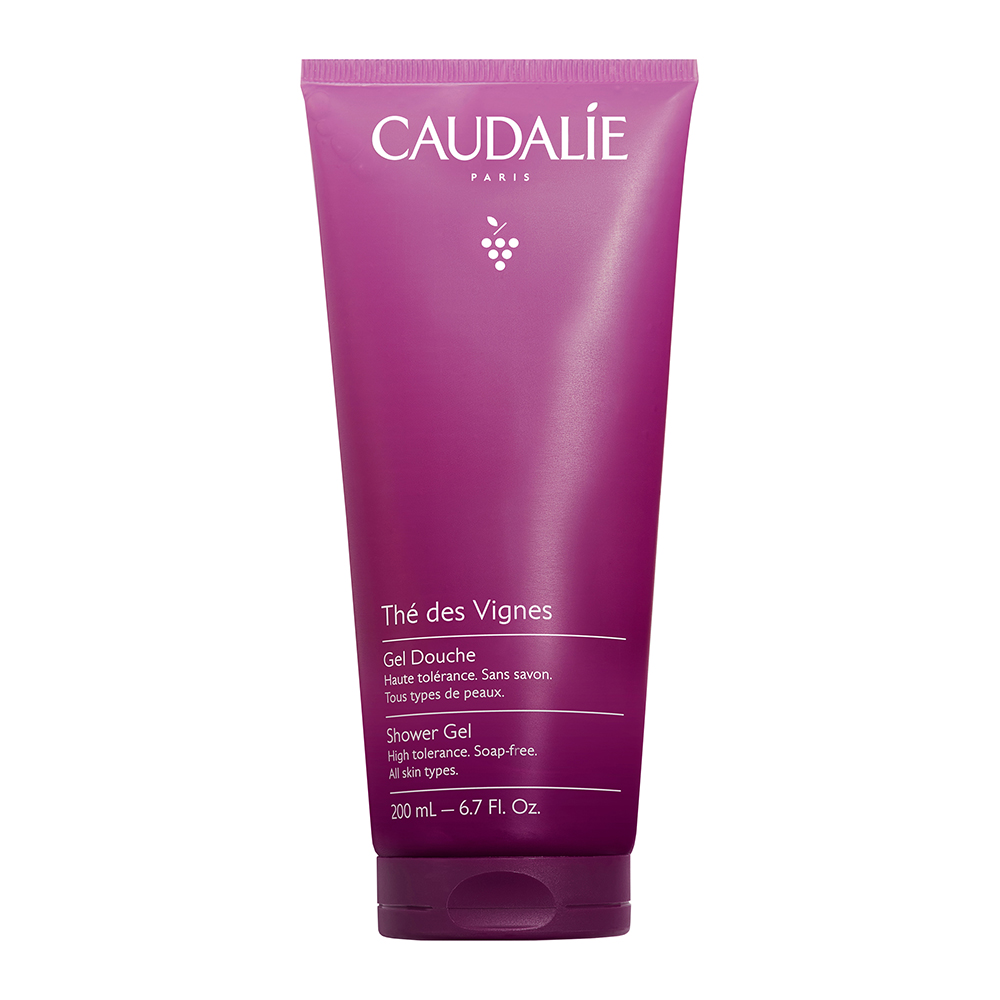 CAUDALÍE
PARIS
Thé des Vignes
Gel Douche
Haute tolérance. Sans savon.
Tous types de peaux.
Shower Gel
High tolerance. Soap-free.
All skin types.
200 mL – 6.7 Fl. Oz.